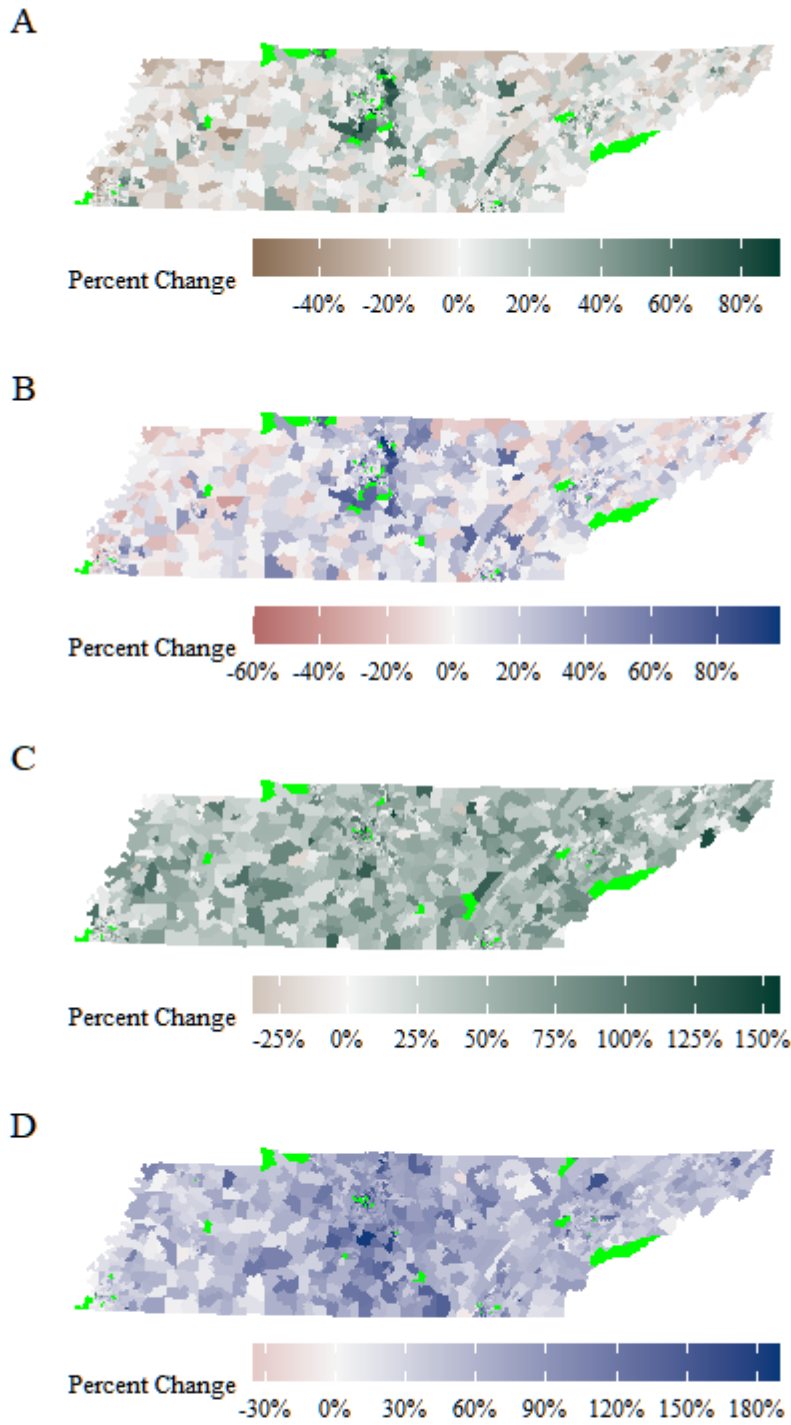 A
Percent Change
-40% -20% 0% 20% 40% 60% 80%
B
Percent Change
-60% -40% -20% 0% 20% 40% 60% 80%
C
Percent Change
-25% 0% 25% 50% 75% 100% 125% 150%
D
Percent Change
-30% 0% 30% 60% 90% 120% 150% 180%